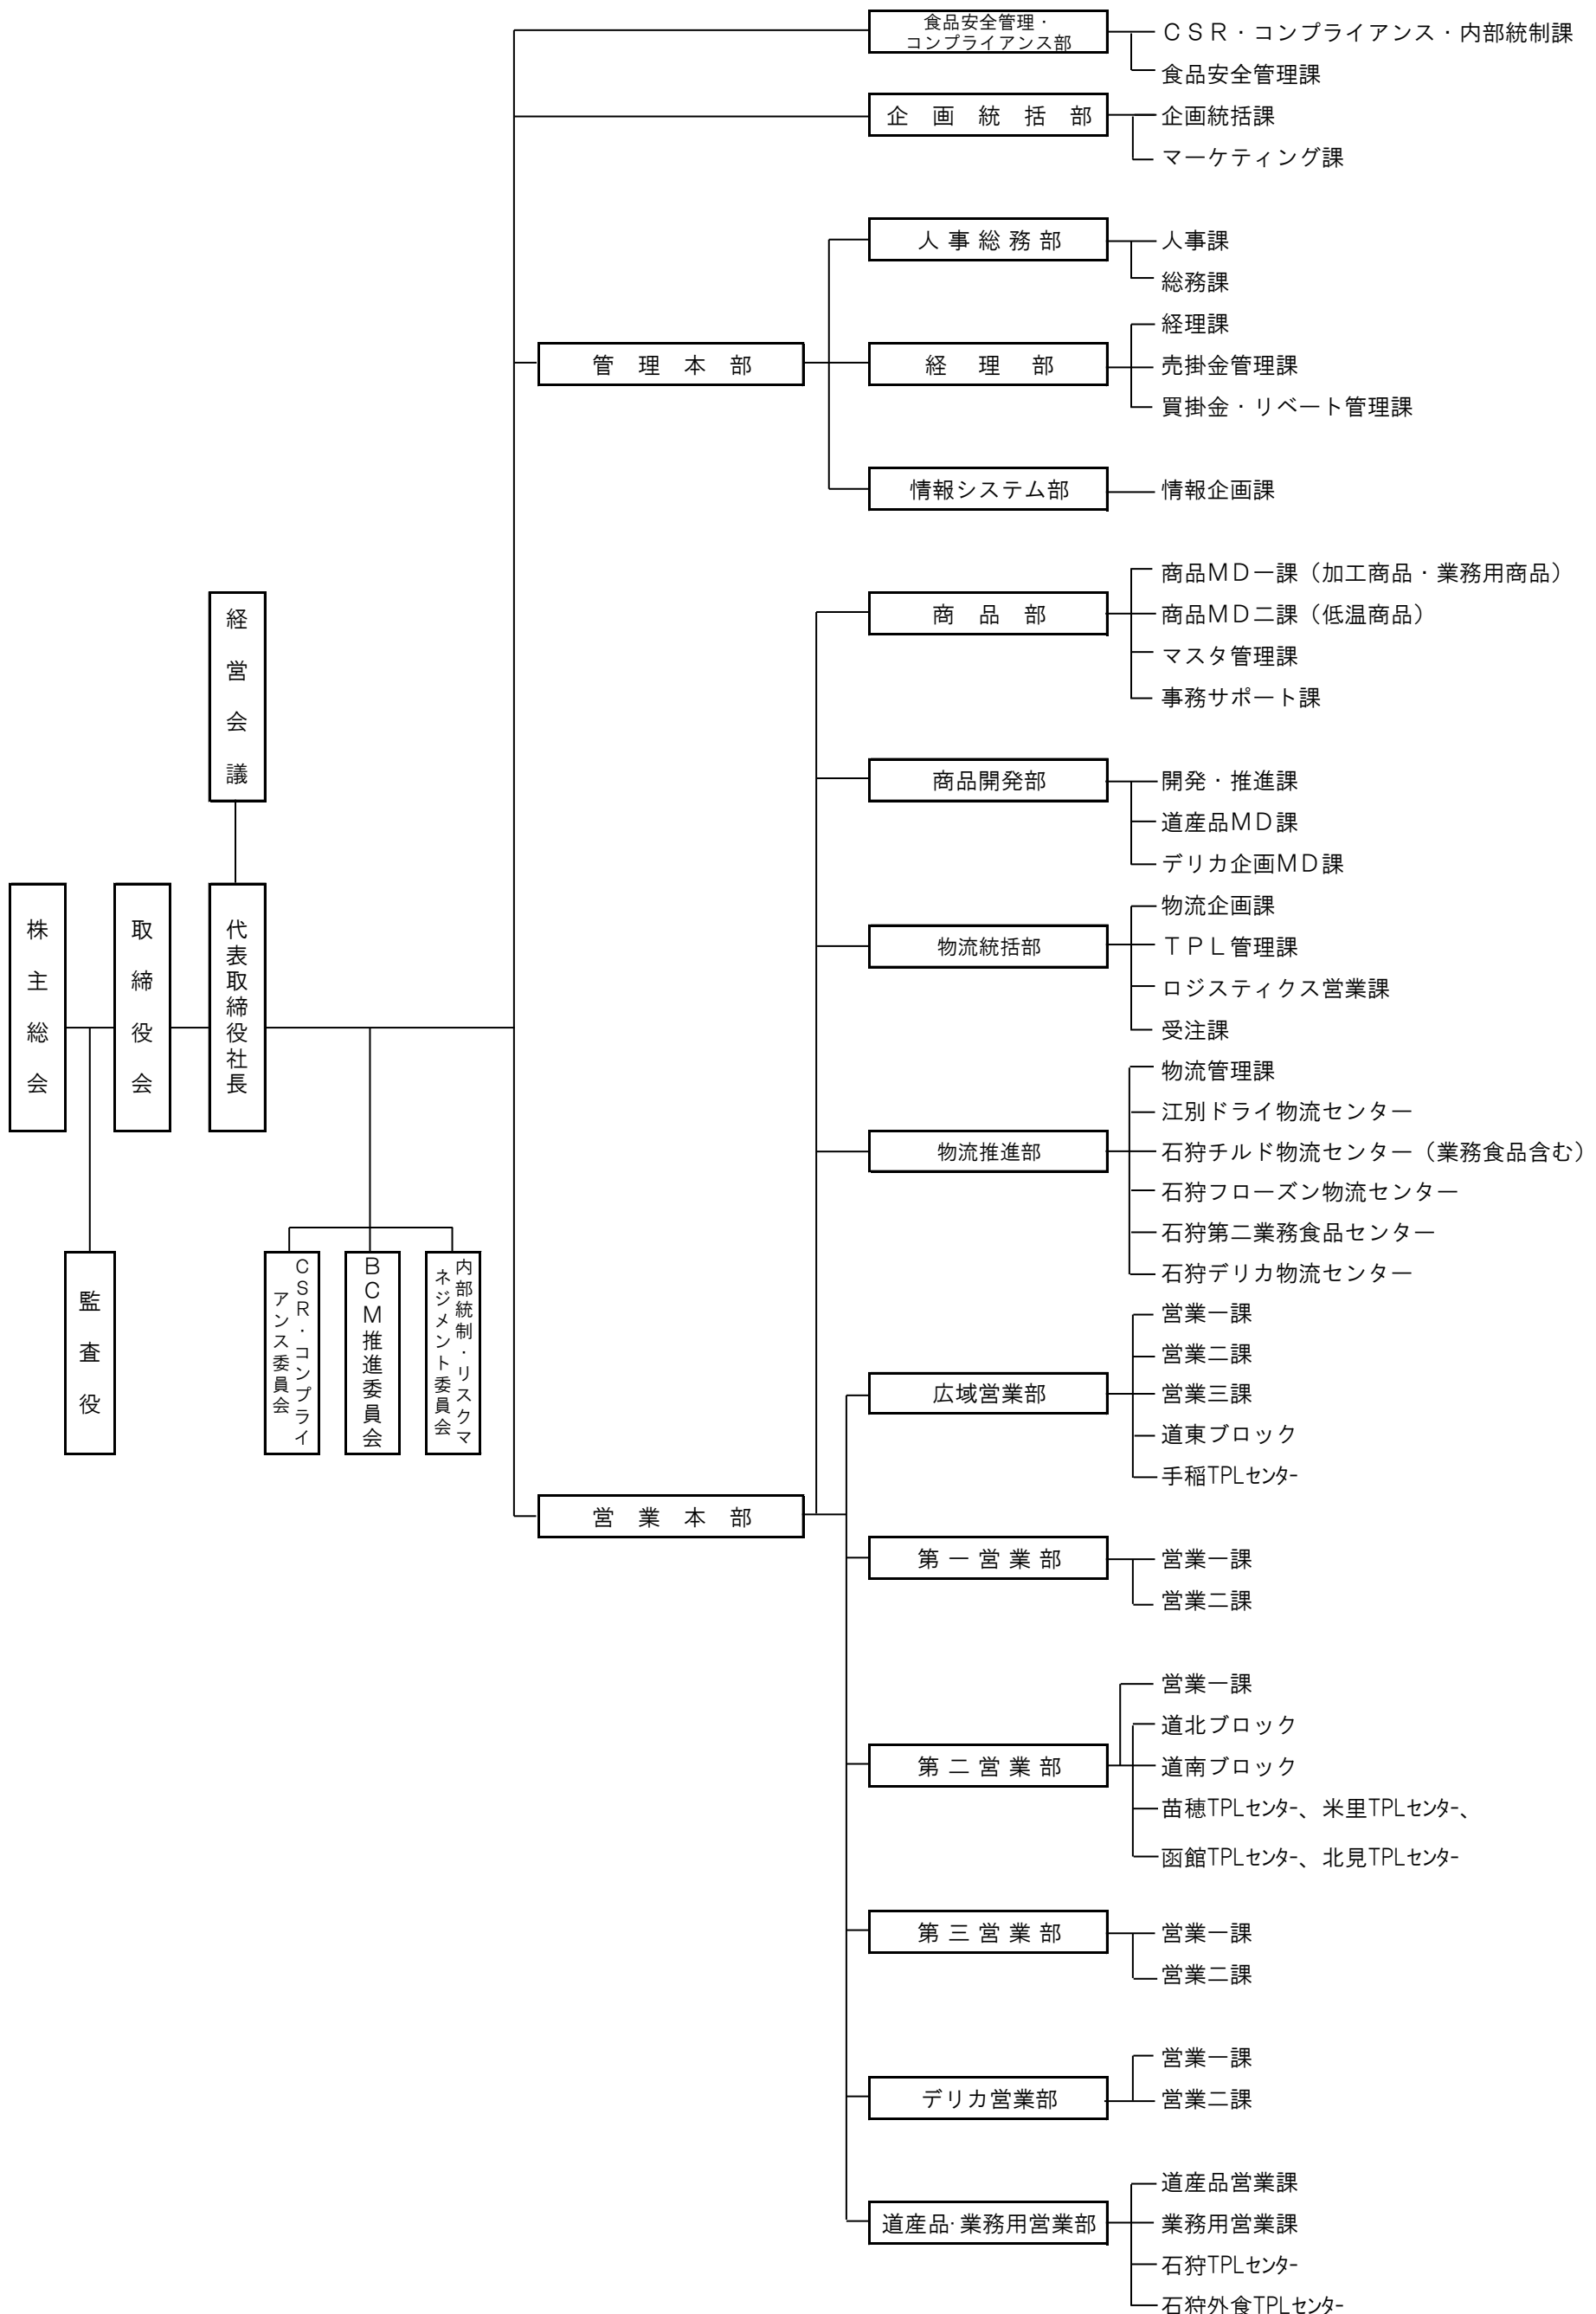 株主総会
監査役
取締役会
経営会議
代表取締役社長
CSR・コンプライ
アンス委員会
BCM推進委員会
内部統制・リスクマ
ネジメント委員会
食品安全管理・
コンプライアンス部
CSR・コンプライアンス・内部統制課
食品安全管理課
企画統括部
企画統括課
マーケティング課
管理本部
人事総務部
人事課
総務課
経理部
経理課
売掛金管理課
買掛金・リベート管理課
情報システム部
情報企画課
営業本部
商品部
商品MD一課（加工商品・業務用商品）
商品MD二課（低温商品）
マスタ管理課
事務サポート課
商品開発部
開発・推進課
道産品MD課
デリカ企画MD課
物流統括部
物流企画課
TPL管理課
ロジスティクス営業課
受注課
物流推進部
物流管理課
江別ドライ物流センター
石狩チルド物流センター（業務食品含む）
石狩フローズン物流センター
石狩第二業務食品センター
石狩デリカ物流センター
広域営業部
営業一課
営業二課
営業三課
道東ブロック
手稲TPLセンター
第一営業部
営業一課
営業二課
第二営業部
営業一課
道北ブロック
道南ブロック
苗穂TPLセンター、米里TPLセンター、
函館TPLセンター、北見TPLセンター
第三営業部
営業一課
営業二課
デリカ営業部
営業一課
営業二課
道産品・業務用営業部
道産品営業課
業務用営業課
石狩TPLセンター
石狩外食TPLセンター